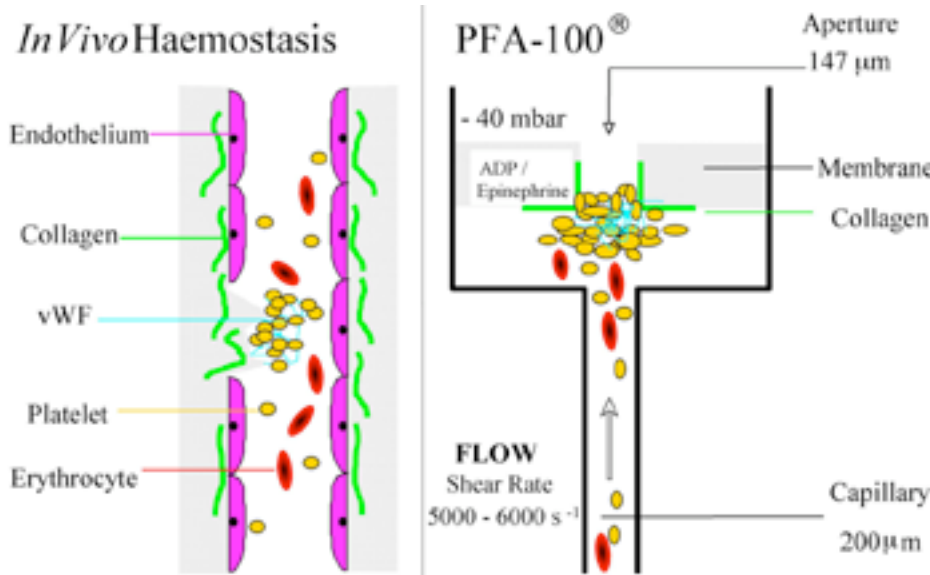 In Vivo Haemostasis
Endothelium
Collagen
vWF
Platelet
Erythrocyte
PFA-100®
Aperture
147 μm
- 40 mbar
ADP /
Epinephrine
Membrane
Collagen
FLOW
Shear Rate
5000 - 6000 s⁻¹
Capillary
200μm